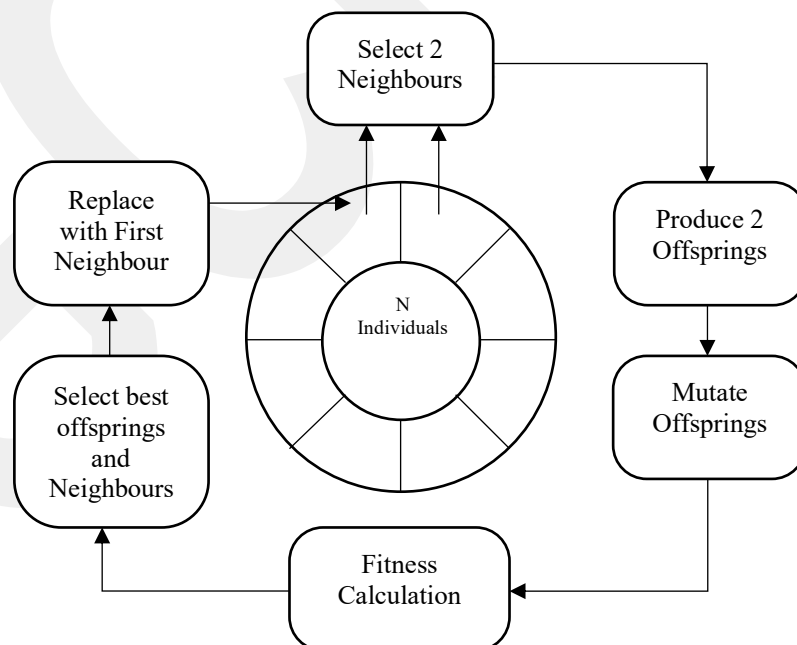 Select 2
Neighbours
Replace
with First
Neighbour
Produce 2
Offsprings
N
Individuals
Select best
offsprings
and
Neighbours
Mutate
Offsprings
Fitness
Calculation